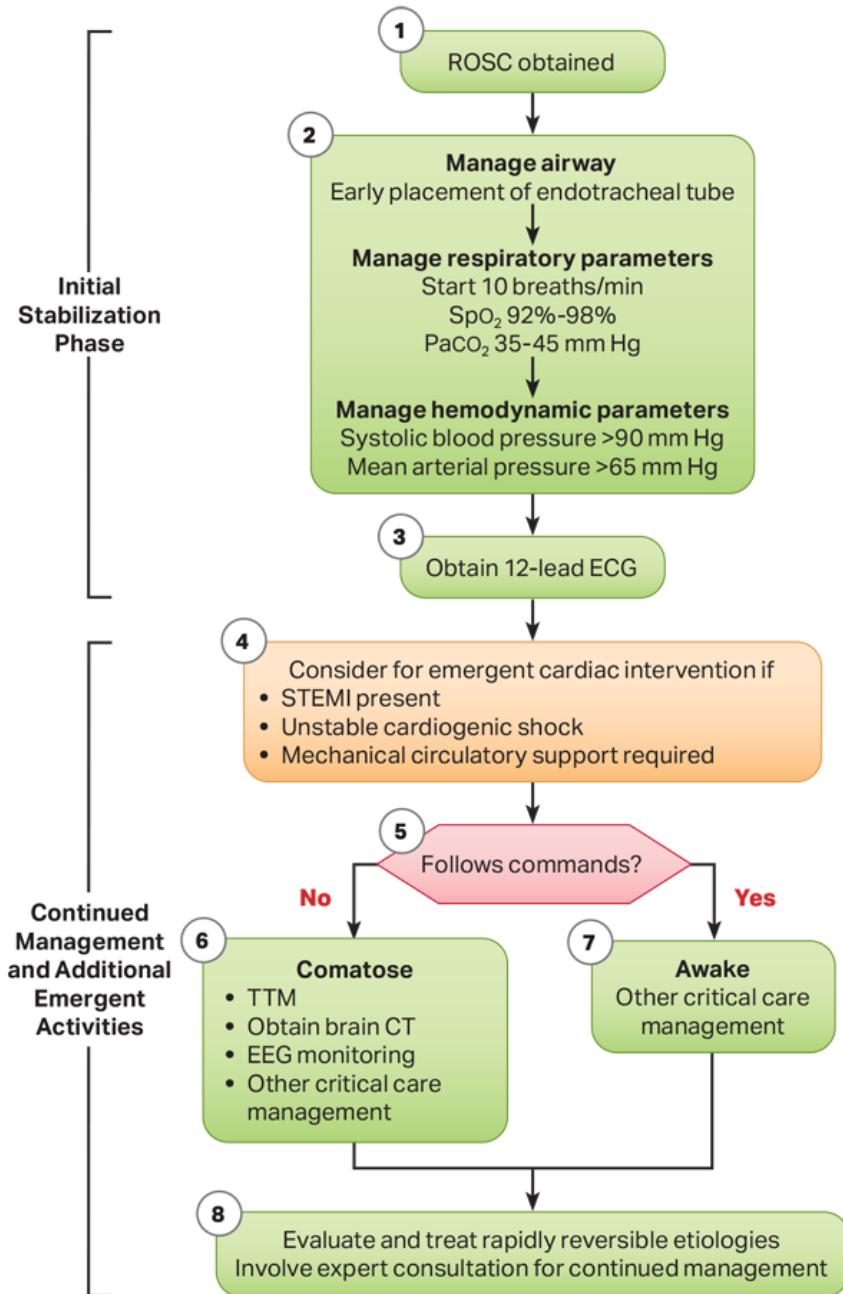 1
ROSC obtained
2
Manage airway
Early placement of endotracheal tube
Manage respiratory parameters
Start 10 breaths/min
SpO₂ 92%-98%
PaCO₂ 35-45 mm Hg
Manage hemodynamic parameters
Systolic blood pressure >90 mm Hg
Mean arterial pressure >65 mm Hg
Initial
Stabilization
Phase
3
Obtain 12-lead ECG
4
Consider for emergent cardiac intervention if
• STEMI present
• Unstable cardiogenic shock
• Mechanical circulatory support required
5
Follows commands?
No
Yes
Continued
Management
and Additional
Emergent
Activities
6
Comatose
• TTM
• Obtain brain CT
• EEG monitoring
• Other critical care
management
7
Awake
Other critical care
management
8
Evaluate and treat rapidly reversible etiologies
Involve expert consultation for continued management